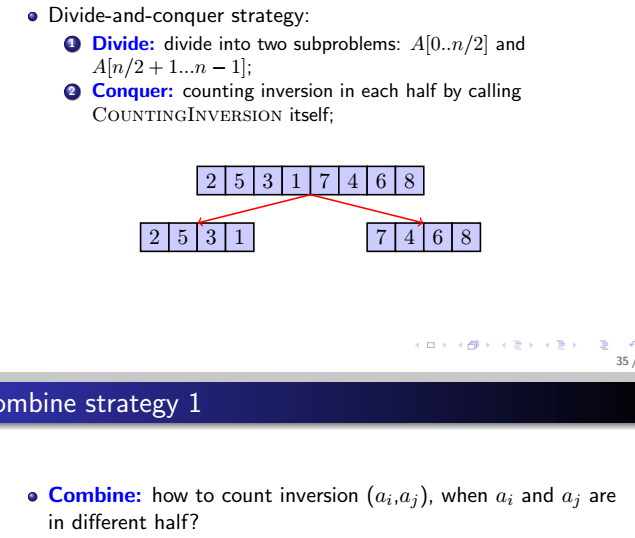 Divide-and-conquer strategy:
1 Divide: divide into two subproblems: A[0..n/2] and
A[n/2 + 1...n − 1];
2 Conquer: counting inversion in each half by calling
COUNTINGINVERSION itself;
2 5 3 1 7 4 6 8
2 5 3 1 7 4 6 8
35 /
ombine strategy 1
Combine: how to count inversion (a_i,a_j), when a_i and a_j are
in different half?